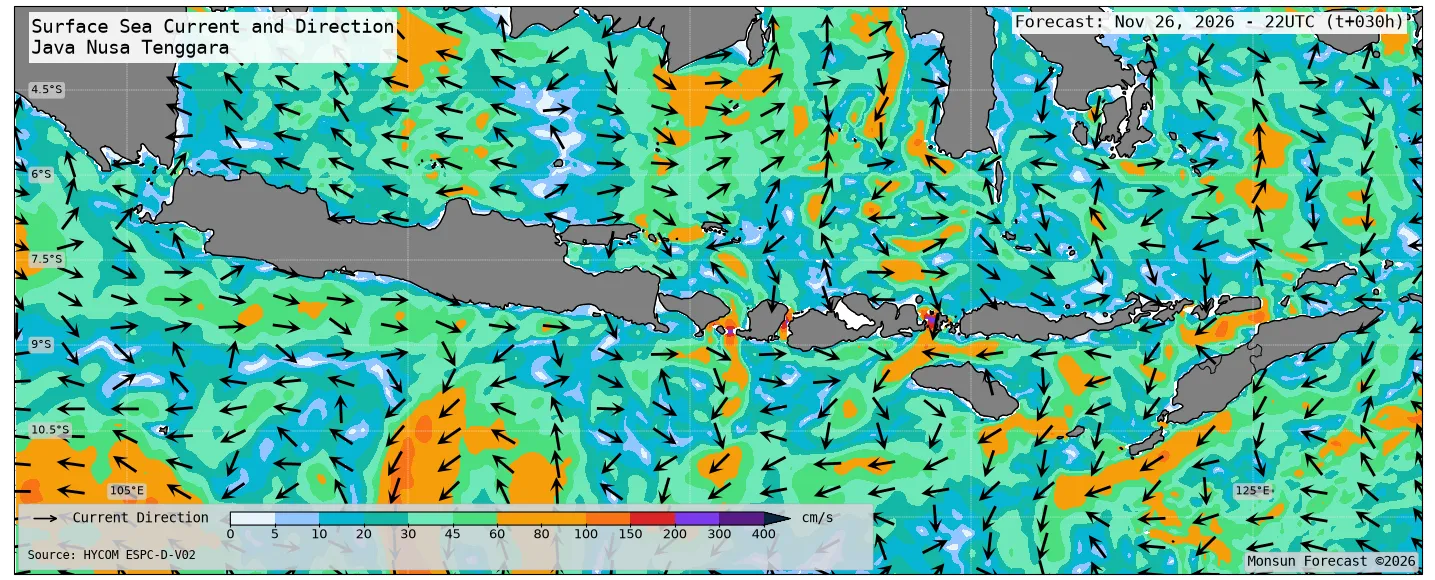 Surface Sea Current and Direction
Java Nusa Tenggara
Forecast: Nov 26, 2026 - 22UTC (t+030h)
4.5°S
6°S
7.5°S
9°S
10.5°S
105°E
125°E
Current Direction
0 5 10 20 30 45 60 80 100 150 200 300 400
cm/s
Source: HYCOM ESPC-D-V02
Monsun Forecast ©2026